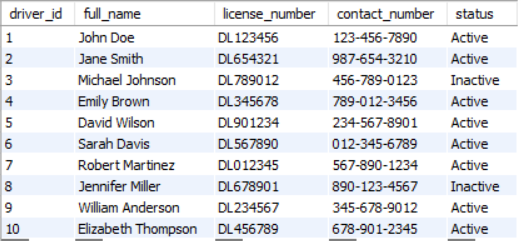 driver_id full_name license_number contact_number status
1 John Doe DL123456 123-456-7890 Active
2 Jane Smith DL654321 987-654-3210 Active
3 Michael Johnson DL789012 456-789-0123 Inactive
4 Emily Brown DL345678 789-012-3456 Active
5 David Wilson DL901234 234-567-8901 Active
6 Sarah Davis DL567890 012-345-6789 Active
7 Robert Martinez DL012345 567-890-1234 Active
8 Jennifer Miller DL678901 890-123-4567 Inactive
9 William Anderson DL234567 345-678-9012 Active
10 Elizabeth Thompson DL456789 678-901-2345 Active